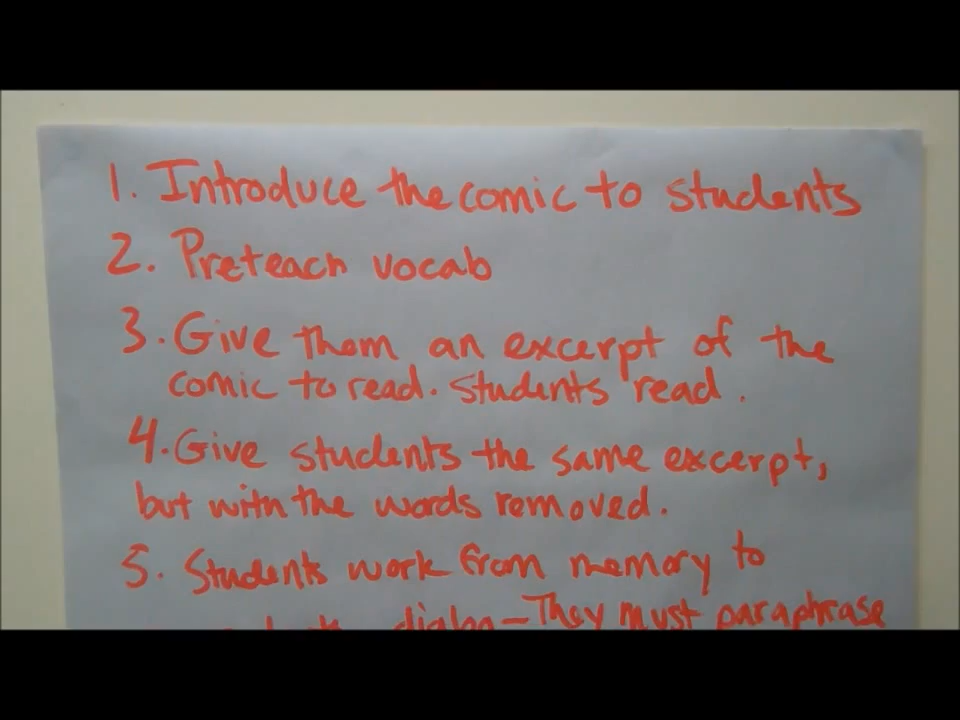 1. Introduce the comic to students
2. Preteach vocab
3. Give them an excerpt of the
comic to read. Students read.
4. Give students the same excerpt,
but with the words removed.
5. Students work from memory to
They must paraphrase